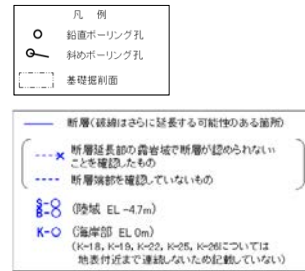 凡 例
鉛直ボーリング孔
斜めボーリング孔
基礎掘削面
断層(破線はさらに延長する可能性のある箇所)
断層延長部の露岩域で断層が認められない
ことを確認したもの
断層端部を確認していないもの
S-
B- (陸域 EL -4.7m)
K- (海岸部 EL 0m)
(K-18, K-19, K-22, K-25, K-26については
地表付近まで連続しないため記載していない)